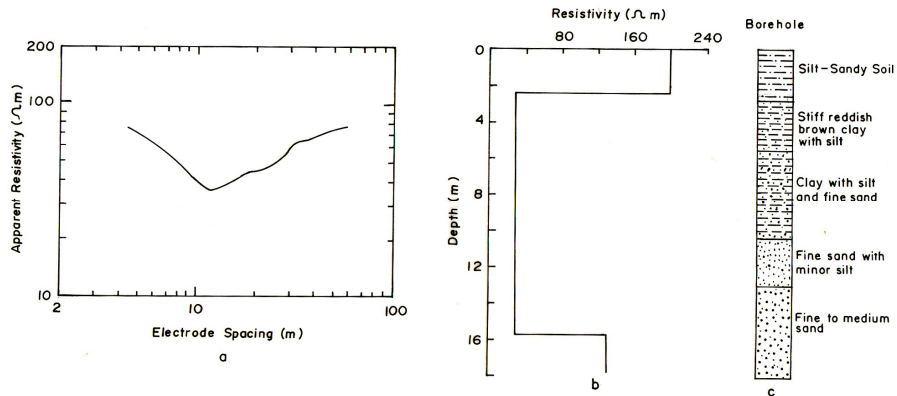 200
100
10
Apparent Resistivity (Ω m)
2
10
100
Electrode Spacing (m)
a
Resistivity (Ω m)
80
160
240
0
4
8
12
16
Depth (m)
b
Borehole
Silt-Sandy Soil
Stiff reddish
brown clay
with silt
Clay with silt
and fine sand
Fine sand with
minor silt
Fine to medium
sand
c